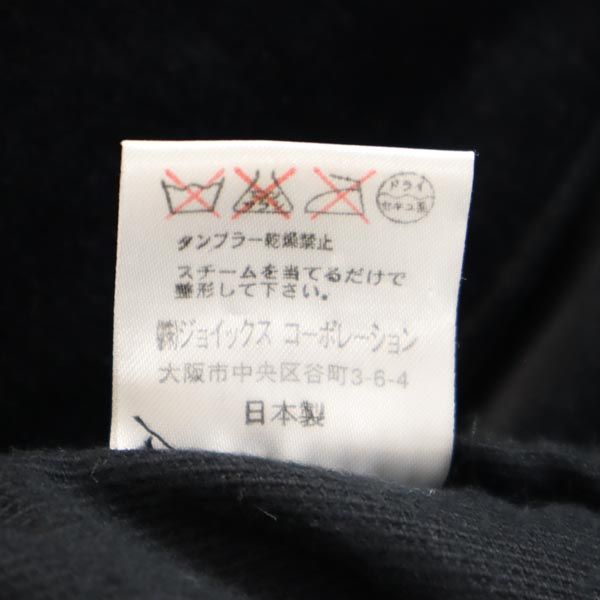 ドライ
セキユ系
タンブラー乾燥禁止
スチームを当てるだけで
整形して下さい。
㈱ジョイックス コーポレーション
大阪市中央区谷町3-6-4
日本製